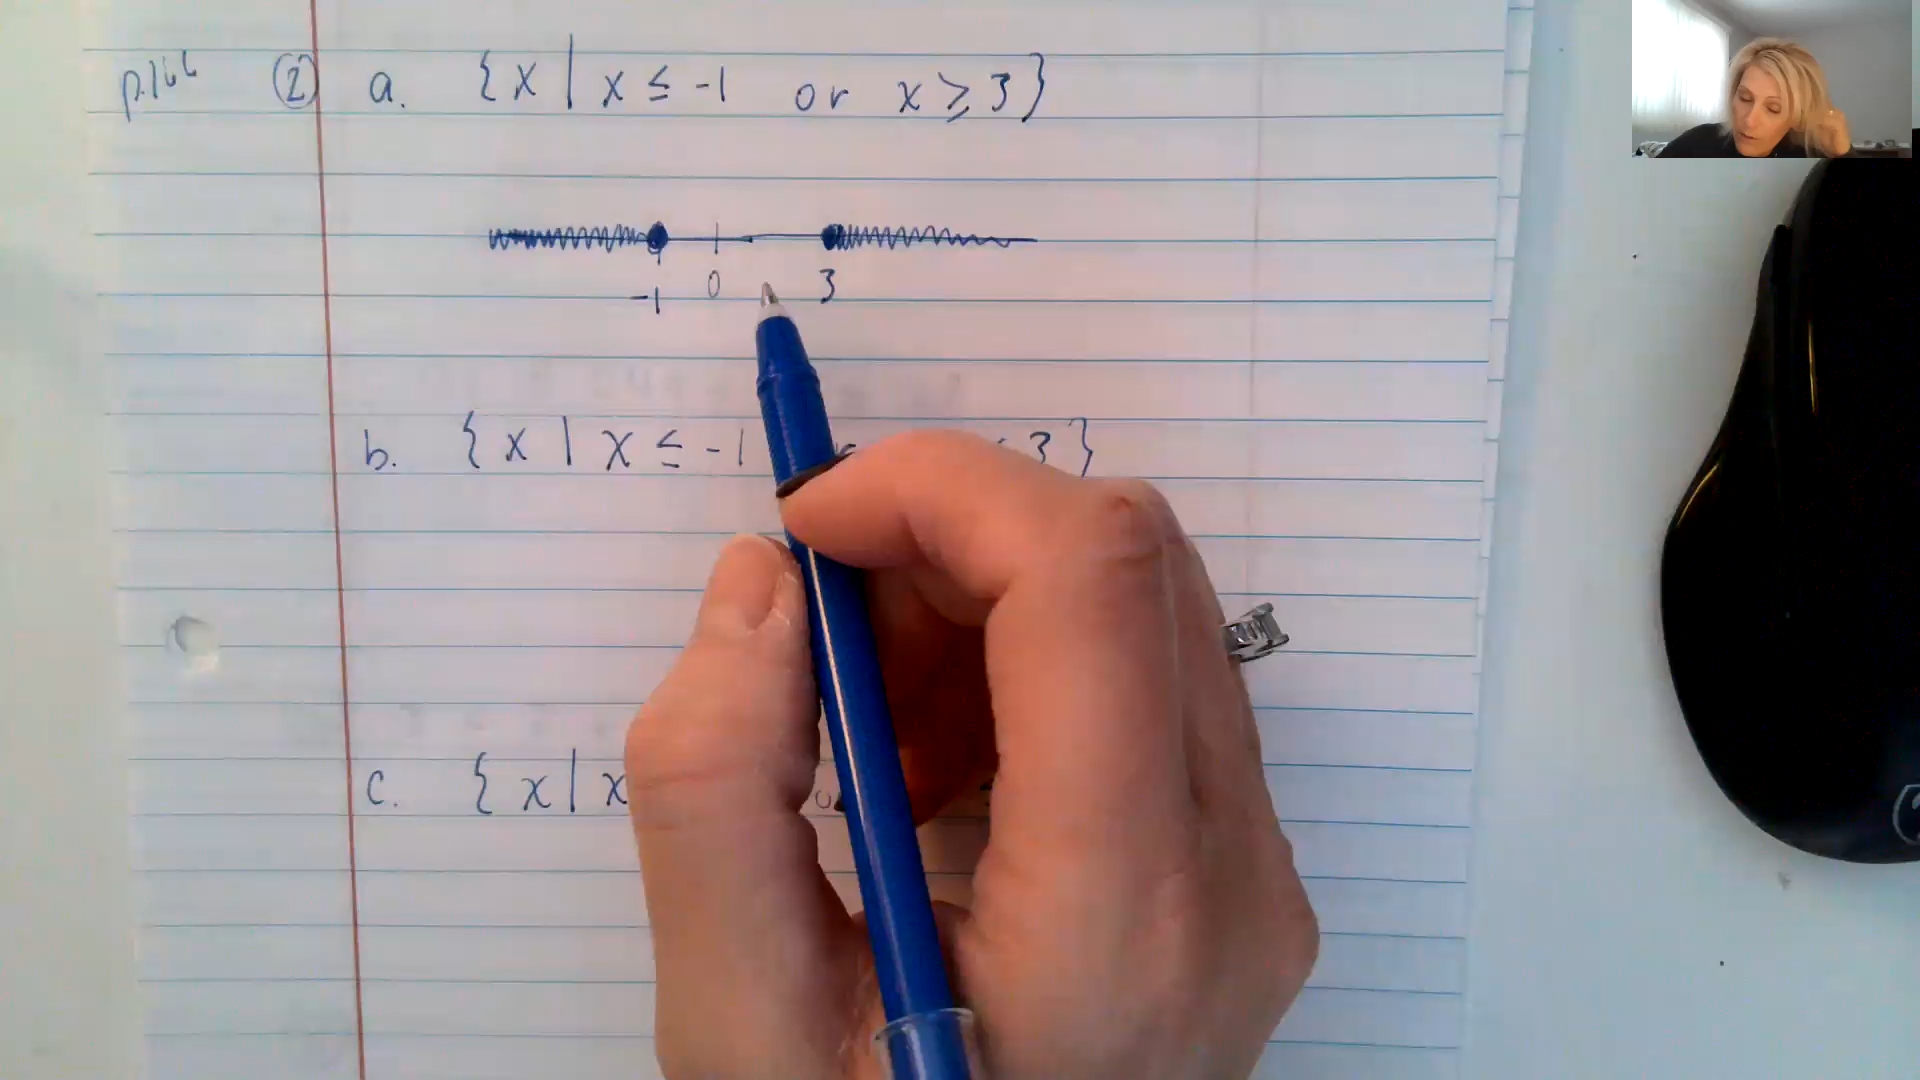 p.166 ② a. {x | x ≤ -1 or x ≥ 3}
-1 0 3
b. {x | x ≤ -1 3}
c. {x | x